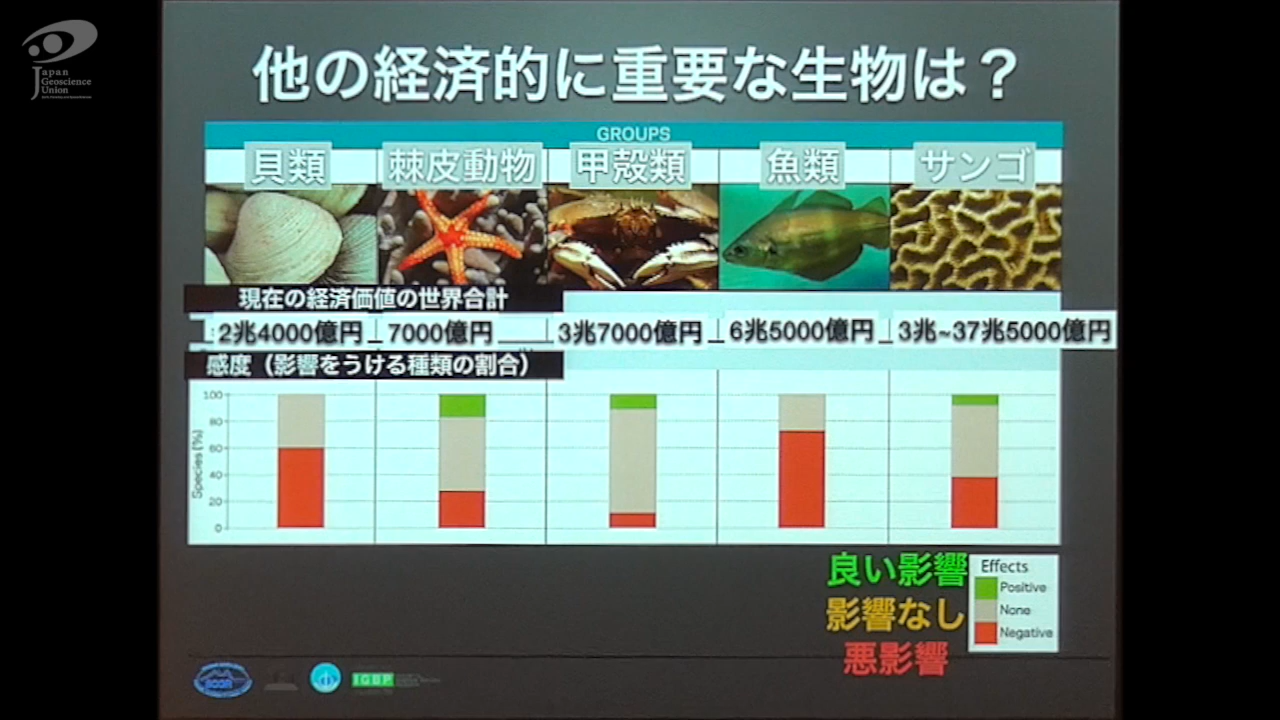 Japan
Geoscience
Union
他の経済的に重要な生物は？
GROUPS
貝類 棘皮動物 甲殻類 魚類 サンゴ
現在の経済価値の世界合計
2兆4000億円 7000億円 3兆7000億円 6兆5000億円 3兆~37兆5000億円
感度（影響をうける種類の割合）
Species (%)
100
80
60
40
20
0
良い影響
影響なし
悪影響
Effects
Positive
None
Negative
SCOR
IGBP